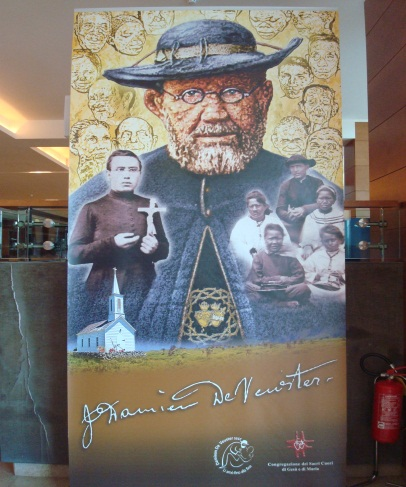 J. Damien De Veuster
Congregazione dei Sacri Cuori
di Gesù e di Maria